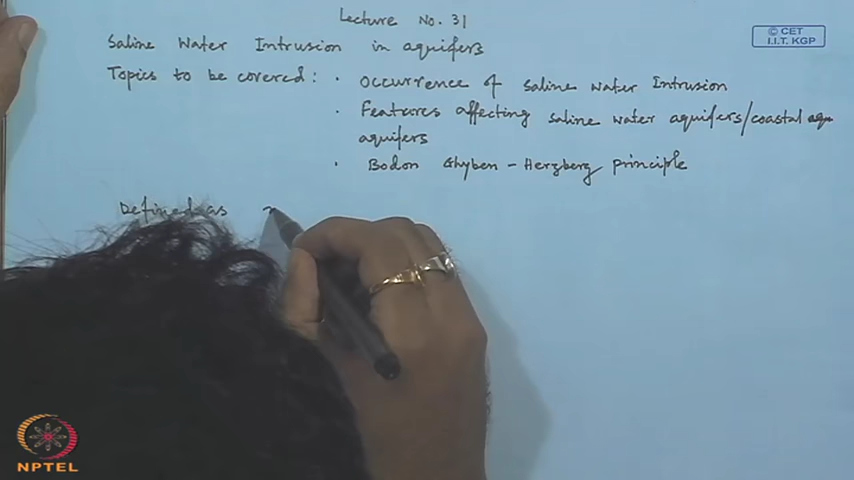 Lecture No. 31
© CET
I.I.T. KGP
Saline Water Intrusion in aquifers
Topics to be covered : · Occurrence of saline water Intrusion
· Features affecting saline water aquifers/coastal aqu
aquifers
· Bodon Ghyben - Herzberg principle
Defined as
NPTEL